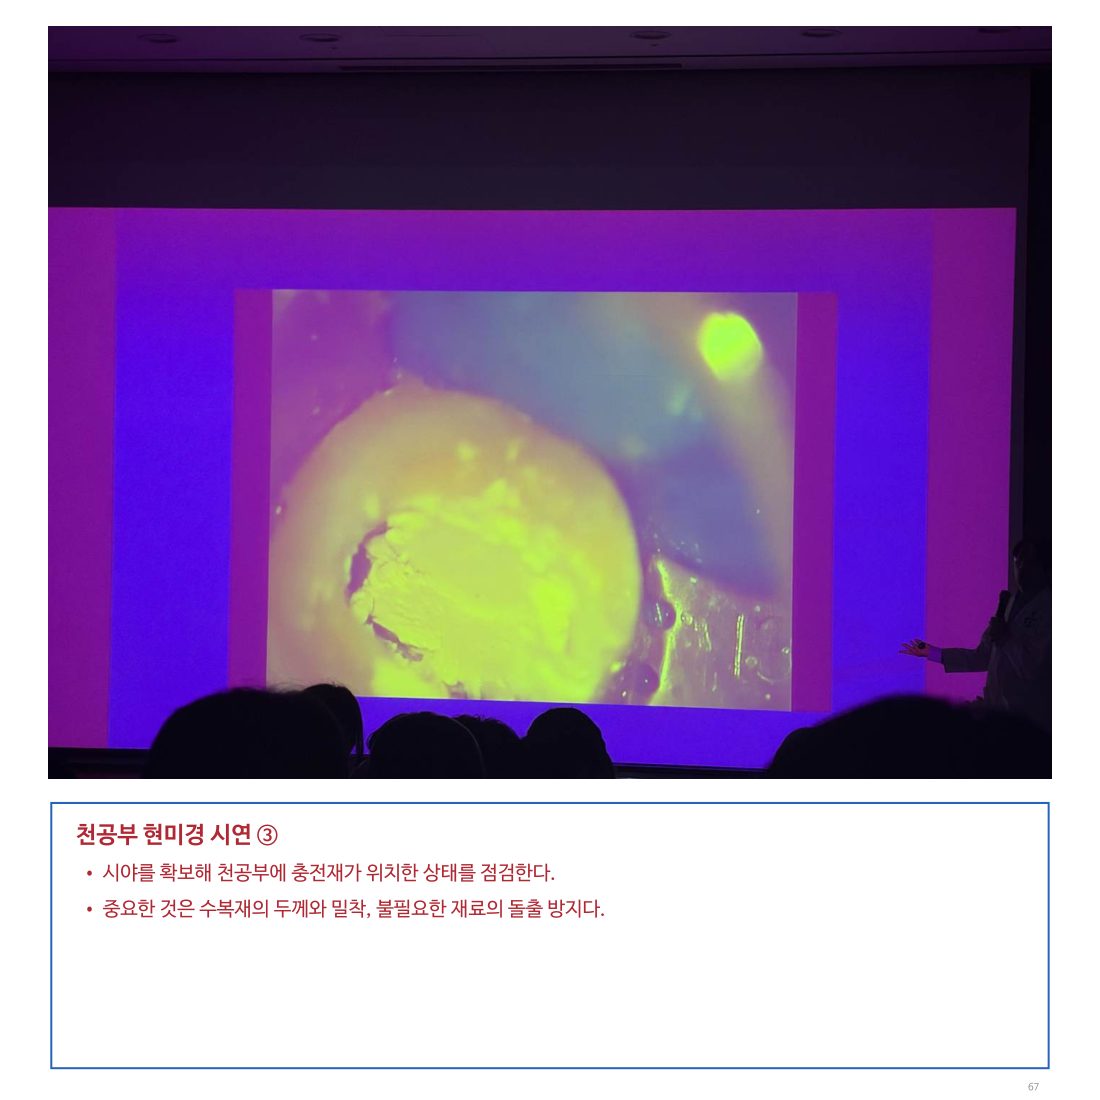 천공부 현미경 시연 ③
• 시야를 확보해 천공부에 충전재가 위치한 상태를 점검한다.
• 중요한 것은 수복재의 두께와 밀착, 불필요한 재료의 돌출 방지다.
67